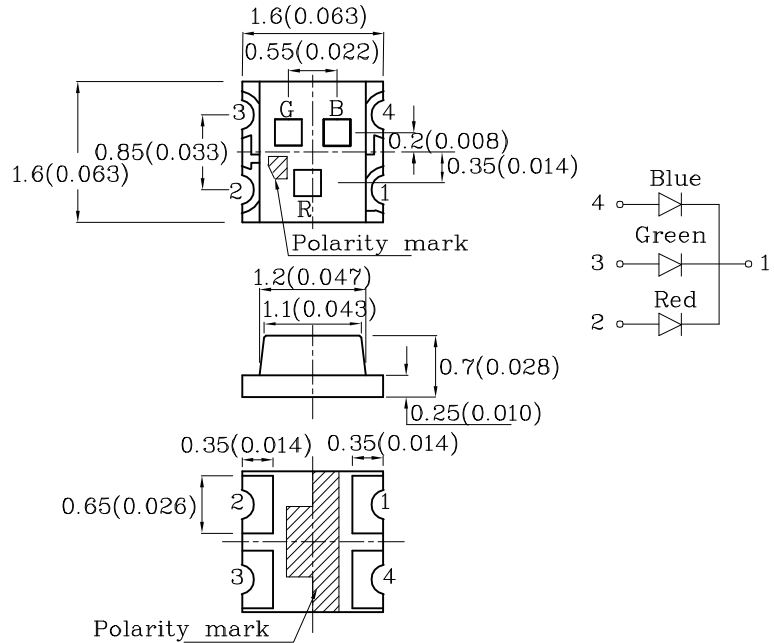 1.6(0.063)
0.55(0.022)
3 G B 4
0.2(0.008)
0.85(0.033)
0.35(0.014)
1.6(0.063)
2 1
R
Polarity mark
1.2(0.047)
1.1(0.043)
0.7(0.028)
0.25(0.010)
0.35(0.014) 0.35(0.014)
0.65(0.026)
2 1
3 4
Polarity mark
Blue
4
Green
3 1
Red
2